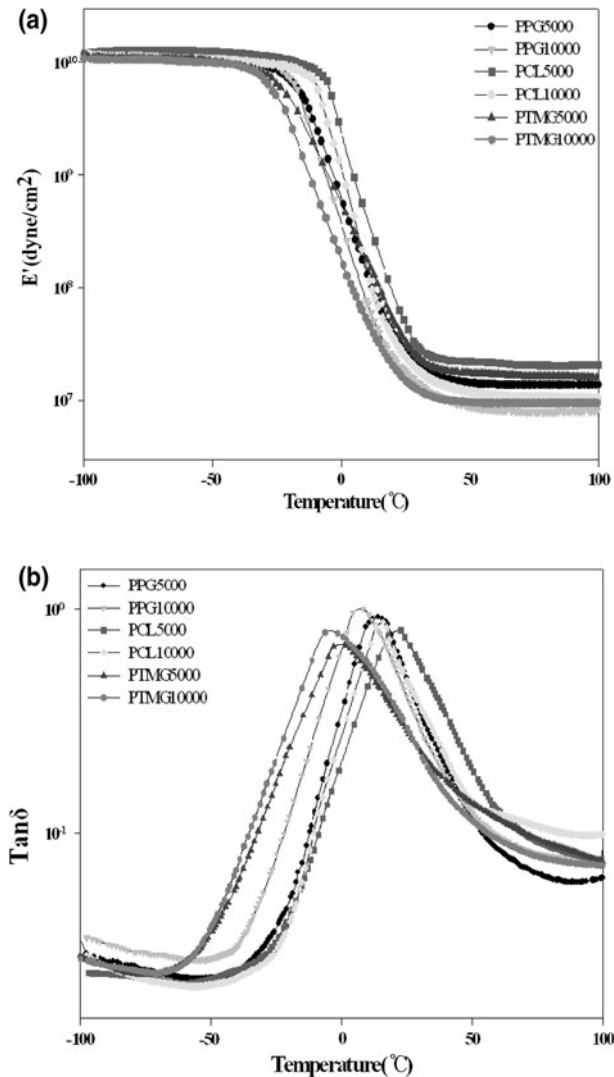 (a)
PPG5000
PPG10000
PCL5000
PCL10000
PTMG5000
PTMG10000
10¹⁰
10⁹
10⁸
10⁷
E'(dyne/cm²)
-100
-50
0
50
100
Temperature(℃)
(b)
PPG5000
PPG10000
PCL5000
PCL10000
PTMG5000
PTMG10000
10⁰
10⁻¹
Tanδ
-100
-50
0
50
100
Temperature(℃)